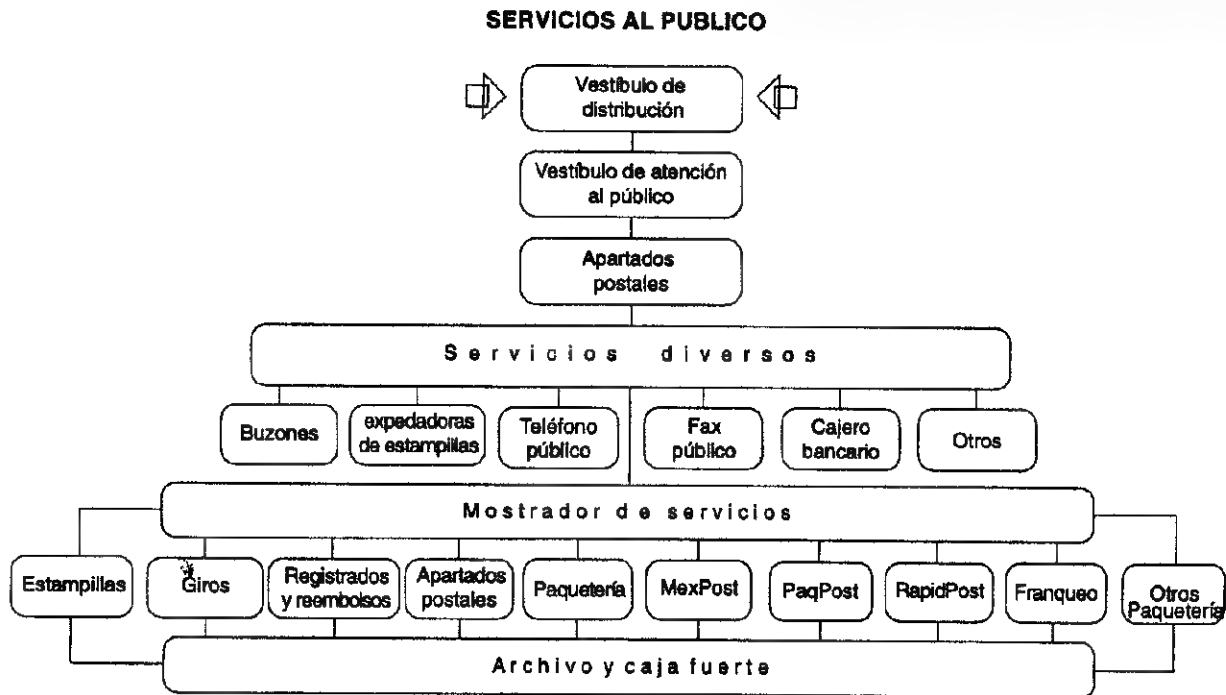 SERVICIOS AL PUBLICO
Vestíbulo de
distribución
Vestíbulo de atención
al público
Apartados
postales
Servicios diversos
Buzones
expedadoras
de estampillas
Teléfono
público
Fax
público
Cajero
bancario
Otros
Mostrador de servicios
Estampillas
Giros
Registrados
y reembolsos
Apartados
postales
Paquetería
MexPost
PaqPost
RapidPost
Franqueo
Otros
Paquetería
Archivo y caja fuerte